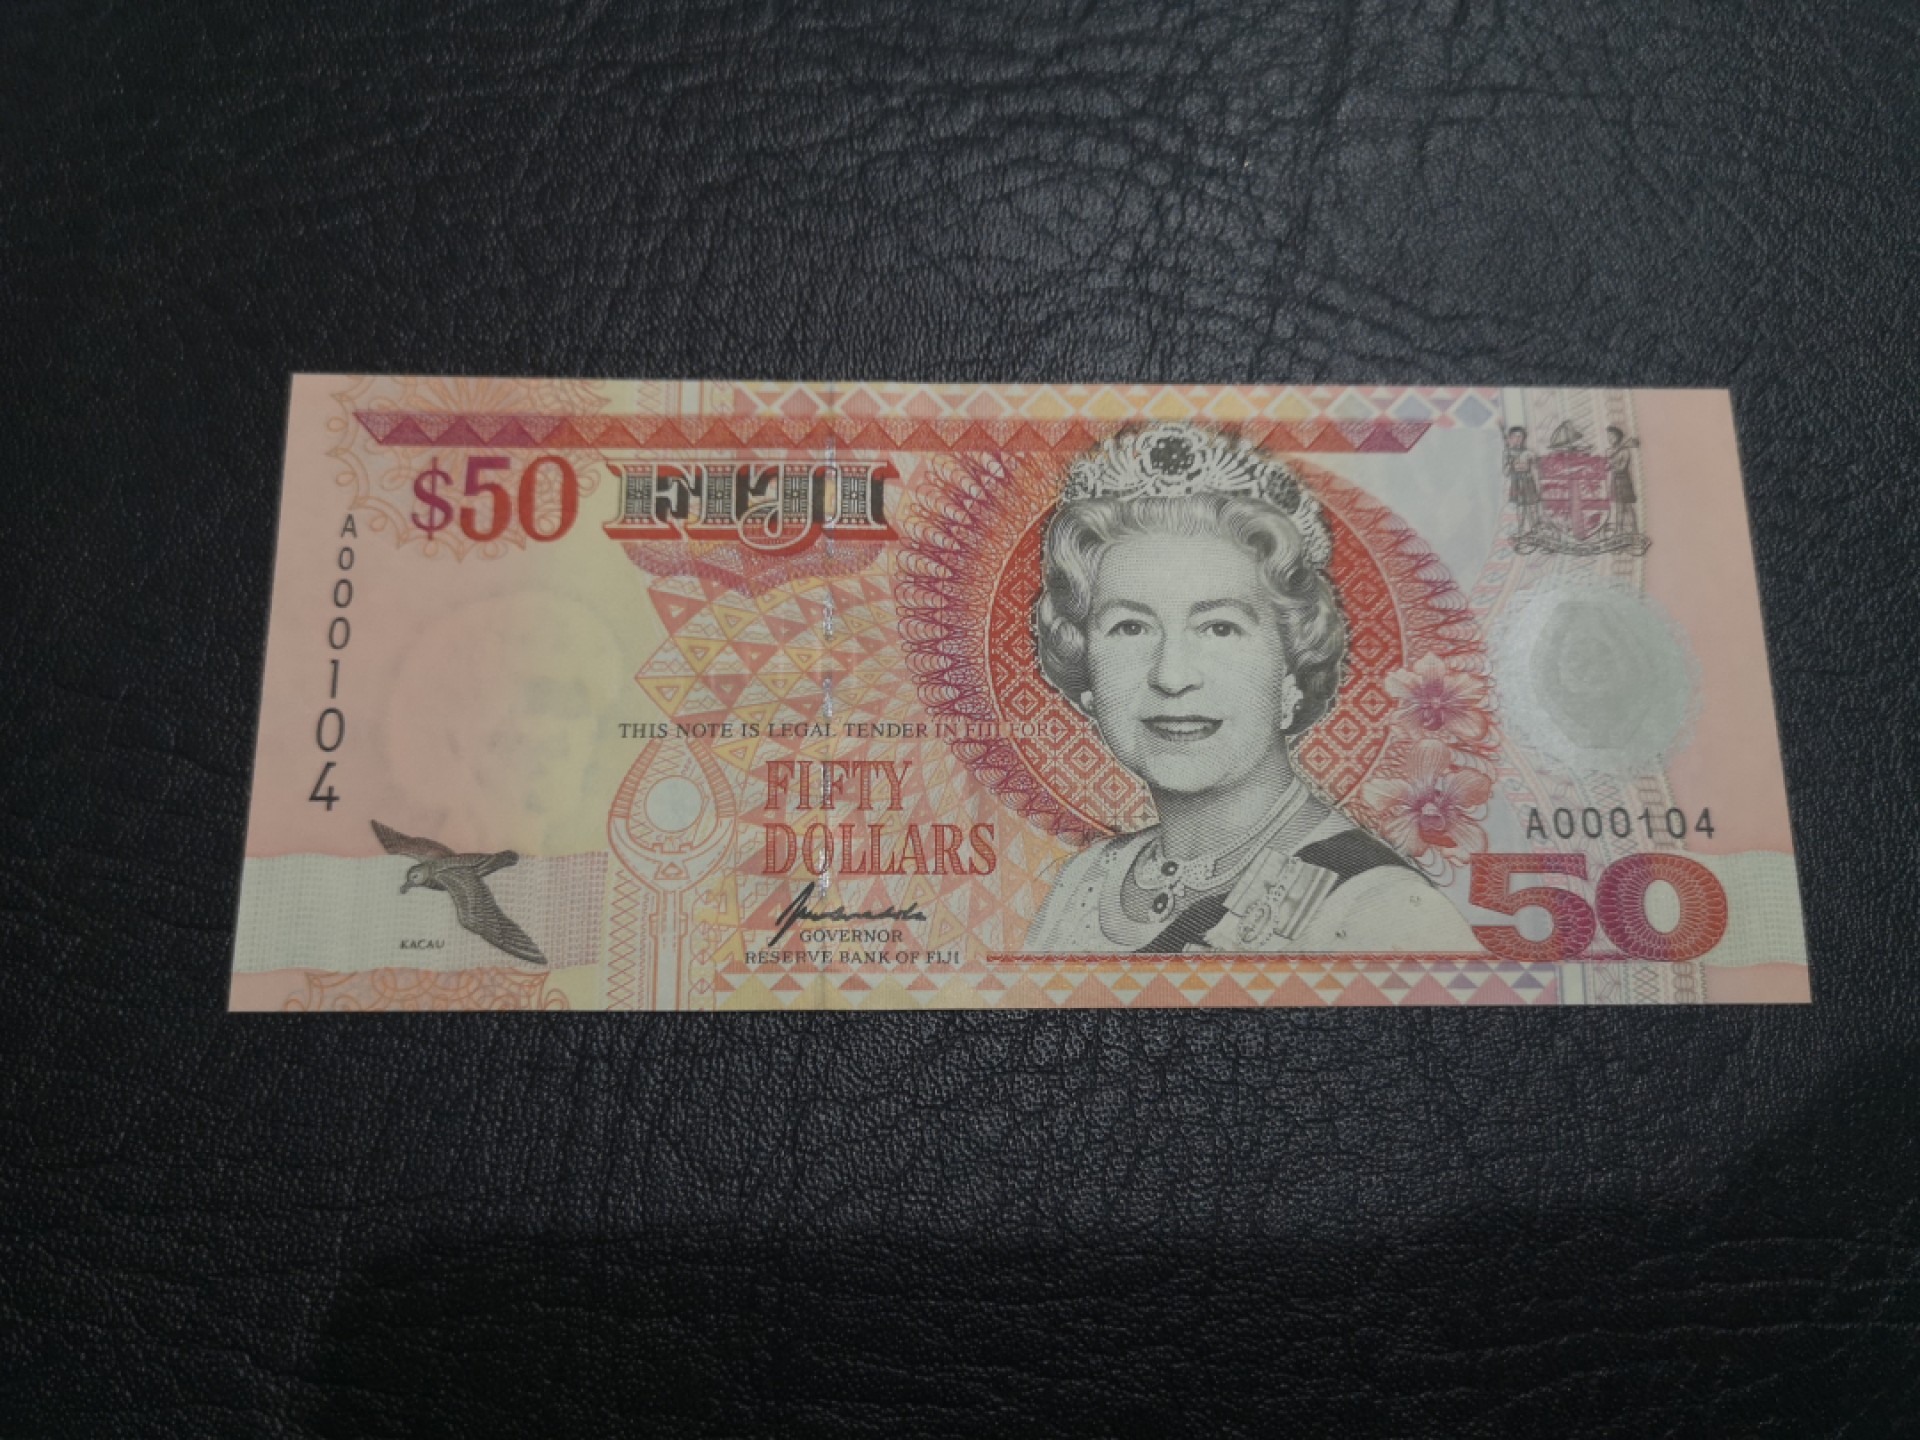 $50 FIJI
A000104
THIS NOTE IS LEGAL TENDER IN FIJI FOR
FIFTY
DOLLARS
A000104
50
GOVERNOR
RESERVE BANK OF FIJI
KACAU